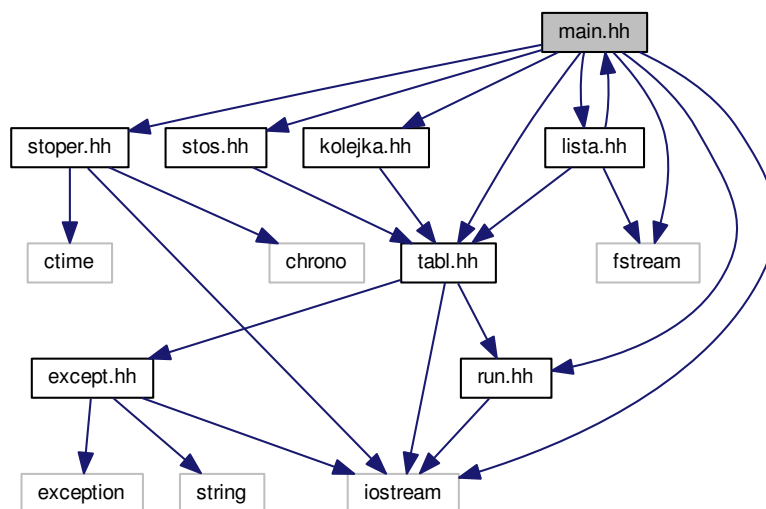 main.hh
stoper.hh
stos.hh
kolejka.hh
lista.hh
ctime
chrono
tabl.hh
fstream
except.hh
run.hh
exception
string
iostream